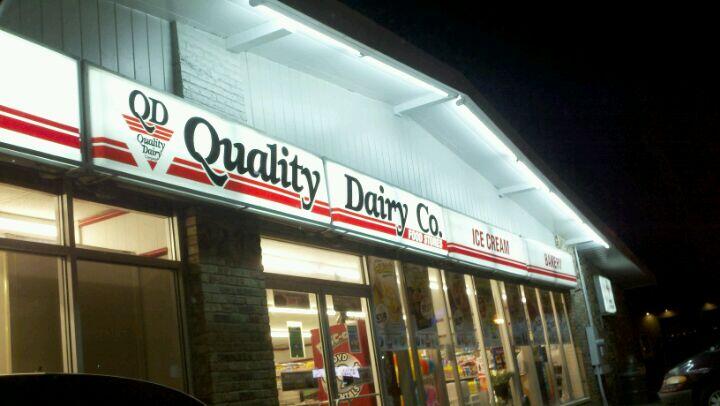 QD
Quality
Dairy
Quality Dairy Co.
FOOD STORES
ICE CREAM
BAKERY